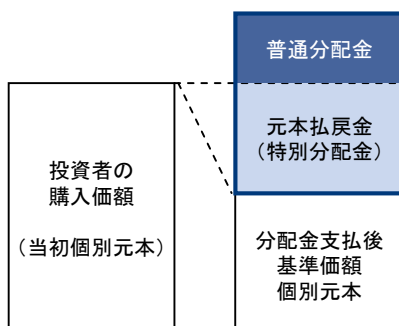 普通分配金
元本払戻金
（特別分配金）
投資者の
購入価額
（当初個別元本）
分配金支払後
基準価額
個別元本